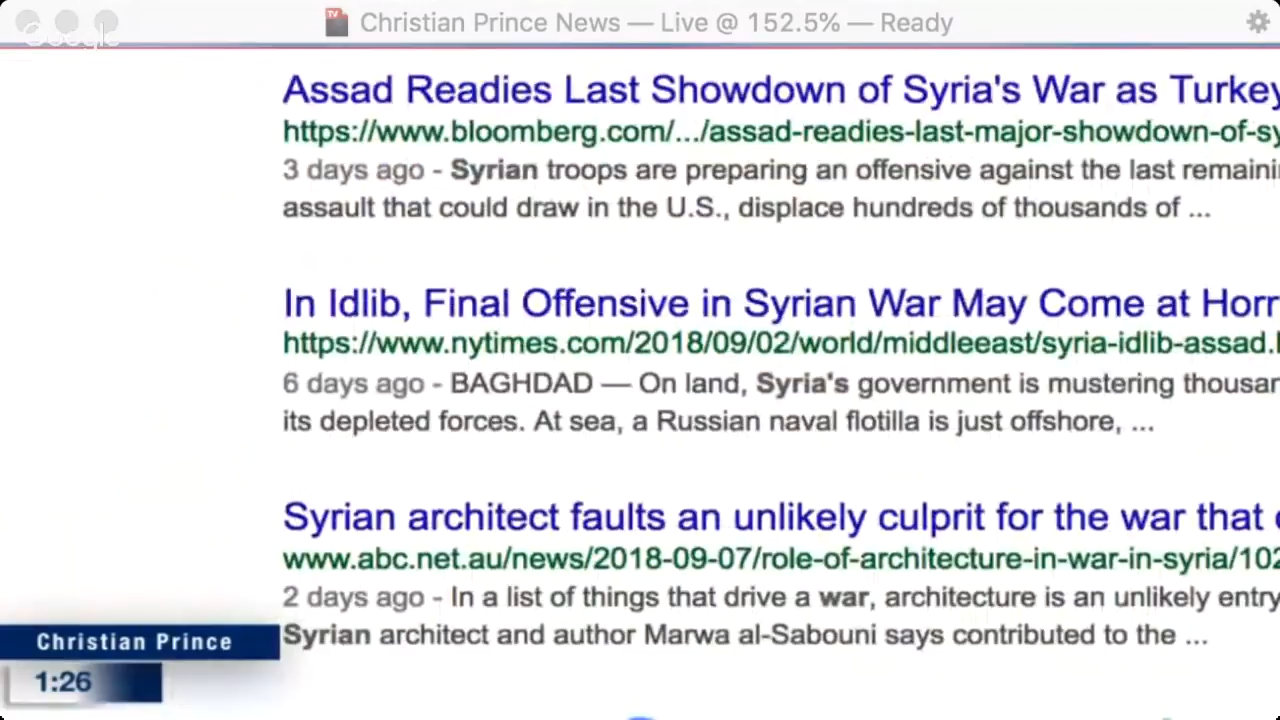 Christian Prince News — Live @ 152.5% — Ready
Google
Assad Readies Last Showdown of Syria's War as Turkey
https://www.bloomberg.com/.../assad-readies-last-major-showdown-of-sy
3 days ago - Syrian troops are preparing an offensive against the last remaini
assault that could draw in the U.S., displace hundreds of thousands of ...
In Idlib, Final Offensive in Syrian War May Come at Horr
https://www.nytimes.com/2018/09/02/world/middleeast/syria-idlib-assad.
6 days ago - BAGHDAD — On land, Syria's government is mustering thousan
its depleted forces. At sea, a Russian naval flotilla is just offshore, ...
Syrian architect faults an unlikely culprit for the war that
www.abc.net.au/news/2018-09-07/role-of-architecture-in-war-in-syria/102
2 days ago - In a list of things that drive a war, architecture is an unlikely entry
Syrian architect and author Marwa al-Sabouni says contributed to the ...
Christian Prince
1:26